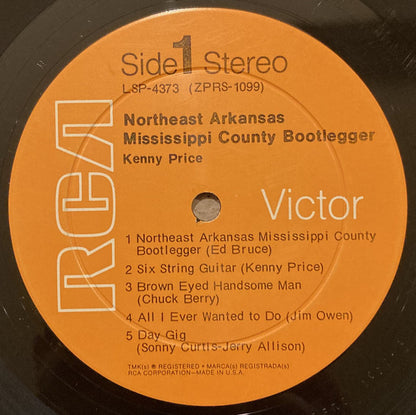 Side 1 Stereo
LSP-4373 (ZPRS-1099)
Northeast Arkansas
Mississippi County Bootlegger
Kenny Price
RCA
Victor
1 Northeast Arkansas Mississippi County
Bootlegger (Ed Bruce)
2 Six String Guitar (Kenny Price)
3 Brown Eyed Handsome Man
(Chuck Berry)
4 All I Ever Wanted to Do (Jim Owen)
5 Day Gig
(Sonny Curtis-Jerry Allison)
TMK(s) ® REGISTERED • MARCA(s) REGISTRADA(s)
RCA CORPORATION—MADE IN U.S.A.